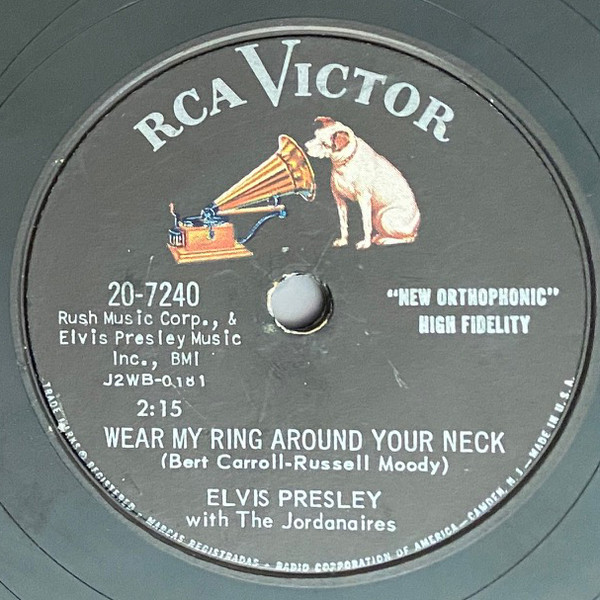 RCA VICTOR
20-7240
Rush Music Corp., &
Elvis Presley Music
Inc., BMI
J2WB-0181
2:15
"NEW ORTHOPHONIC"
HIGH FIDELITY
WEAR MY RING AROUND YOUR NECK
(Bert Carroll-Russell Moody)
ELVIS PRESLEY
with The Jordanaires
TRADE MARKS ® REGISTERED - MARCAS REGISTRADAS - RADIO CORPORATION OF AMERICA-CAMDEN, N.J.-MADE IN U.S.A.